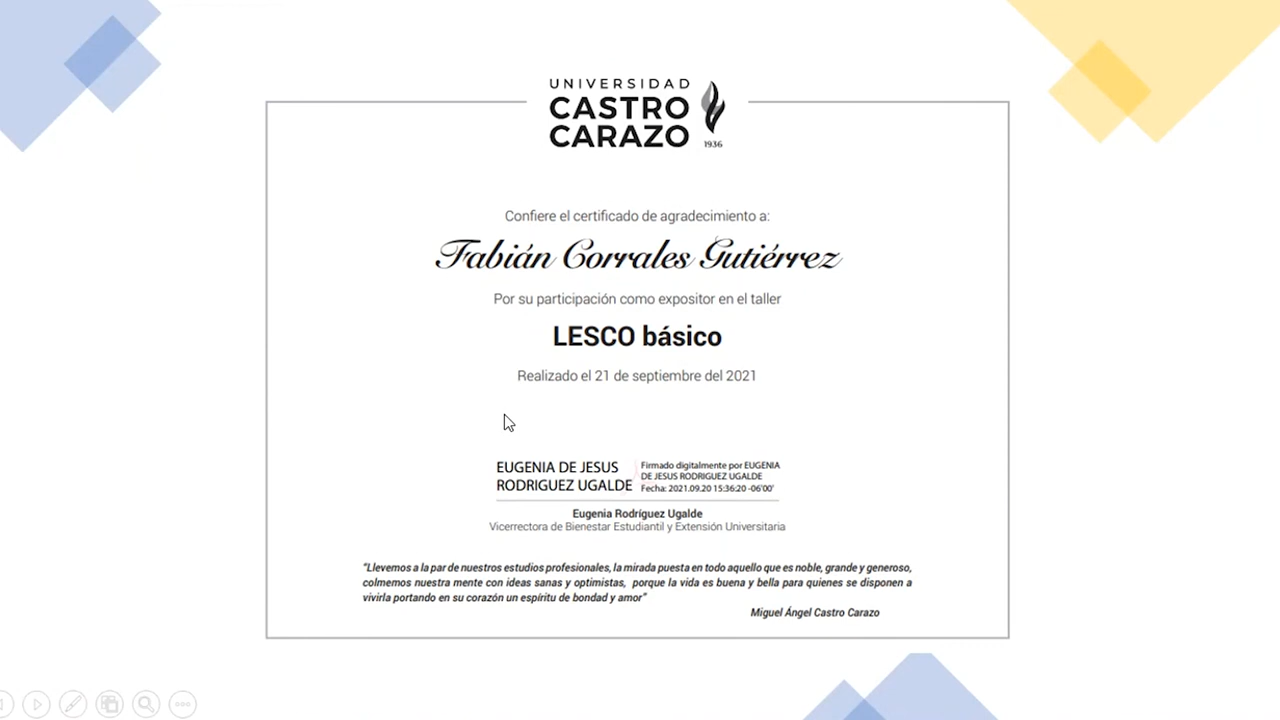 UNIVERSIDAD
CASTRO
CARAZO
1936
Confiere el certificado de agradecimiento a:
Fabián Corrales Gutiérrez
Por su participación como expositor en el taller
LESCO básico
Realizado el 21 de septiembre del 2021
EUGENIA DE JESUS
RODRIGUEZ UGALDE
Firmado digitalmente por EUGENIA
DE JESUS RODRIGUEZ UGALDE
Fecha: 2021.09.20 15:36:20 -06'00'
Eugenia Rodríguez Ugalde
Vicerrectora de Bienestar Estudiantil y Extensión Universitaria
"Llevemos a la par de nuestros estudios profesionales, la mirada puesta en todo aquello que es noble, grande y generoso,
colmemos nuestra mente con ideas sanas y optimistas, porque la vida es buena y bella para quienes se disponen a
vivirla portando en su corazón un espíritu de bondad y amor"
Miguel Ángel Castro Carazo